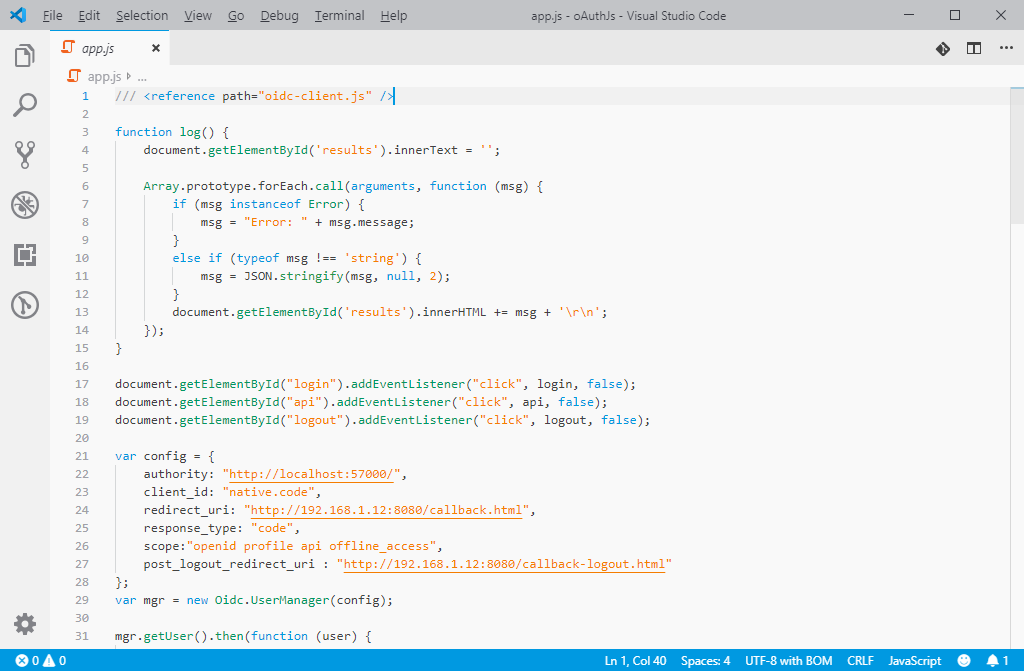 File Edit Selection View Go Debug Terminal Help app.js - oAuthJs - Visual Studio Code
app.js
app.js ...
1 /// <reference path="oidc-client.js" />
2
3 function log() {
4     document.getElementById('results').innerText = '';
5
6     Array.prototype.forEach.call(arguments, function (msg) {
7         if (msg instanceof Error) {
8             msg = "Error: " + msg.message;
9         }
10         else if (typeof msg !== 'string') {
11             msg = JSON.stringify(msg, null, 2);
12         }
13         document.getElementById('results').innerHTML += msg + '\r\n';
14     });
15 }
16
17 document.getElementById("login").addEventListener("click", login, false);
18 document.getElementById("api").addEventListener("click", api, false);
19 document.getElementById("logout").addEventListener("click", logout, false);
20
21 var config = {
22     authority: "http://localhost:57000/",
23     client_id: "native.code",
24     redirect_uri: "http://192.168.1.12:8080/callback.html",
25     response_type: "code",
26     scope:"openid profile api offline_access",
27     post_logout_redirect_uri : "http://192.168.1.12:8080/callback-logout.html"
28 };
29 var mgr = new Oidc.UserManager(config);
30
31 mgr.getUser().then(function (user) {
0 0 Ln 1, Col 40 Spaces: 4 UTF-8 with BOM CRLF JavaScript 1